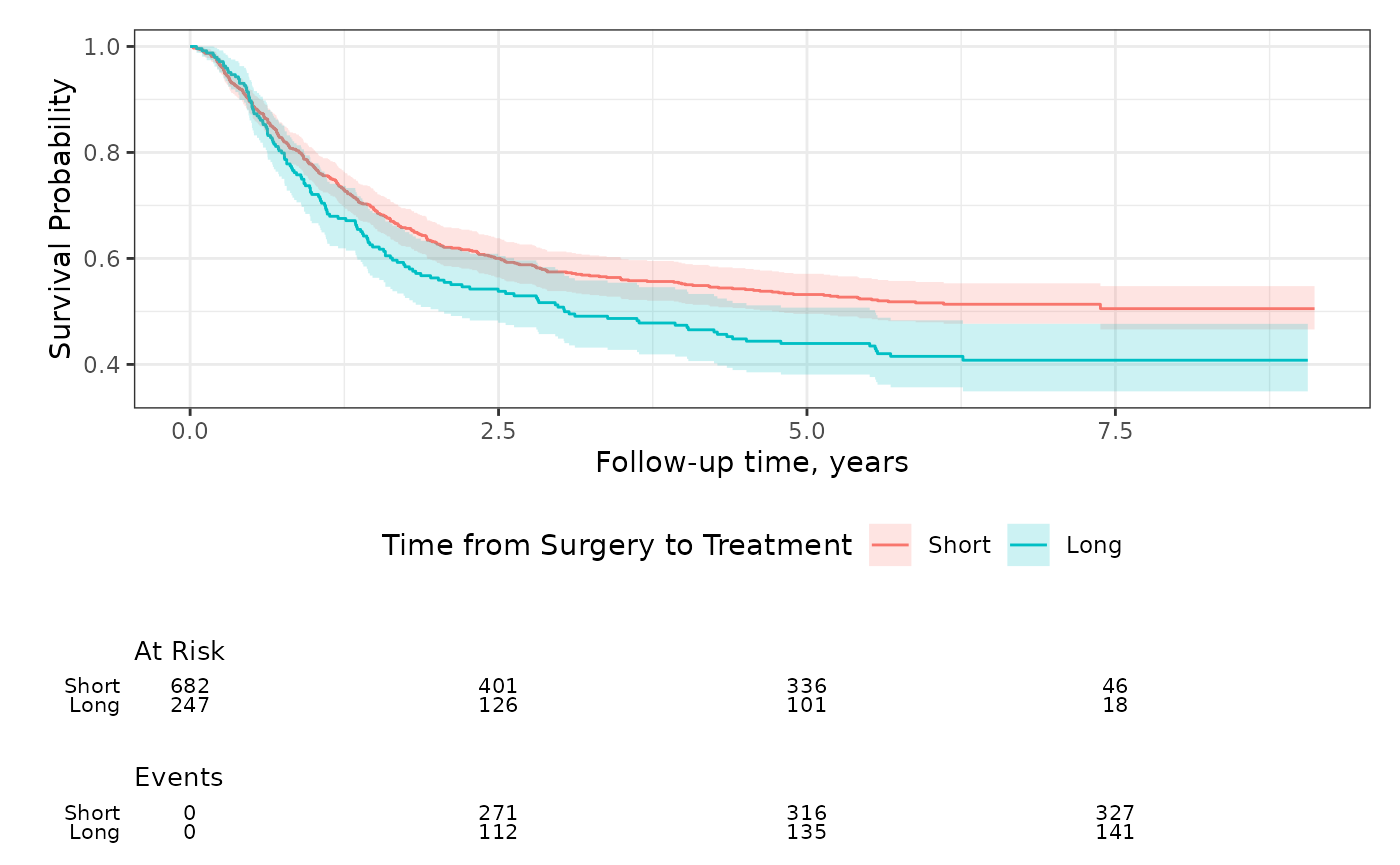 1.0
0.8
0.6
0.4
Survival Probability
0.0 2.5 5.0 7.5
Follow-up time, years
Time from Surgery to Treatment Short Long
At Risk
Short 682 401 336 46
Long 247 126 101 18
Events
Short 0 271 316 327
Long 0 112 135 141